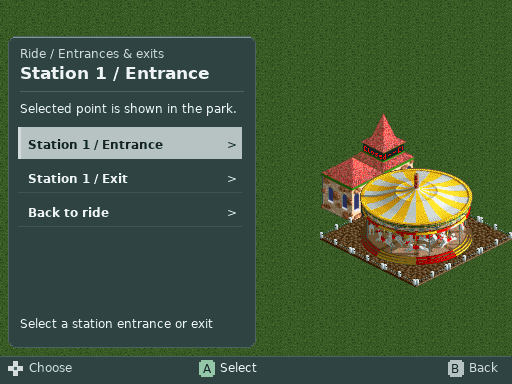 Ride / Entrances & exits
Station 1 / Entrance
Selected point is shown in the park.
Station 1 / Entrance >
Station 1 / Exit >
Back to ride >
Select a station entrance or exit
Choose
A Select
B Back